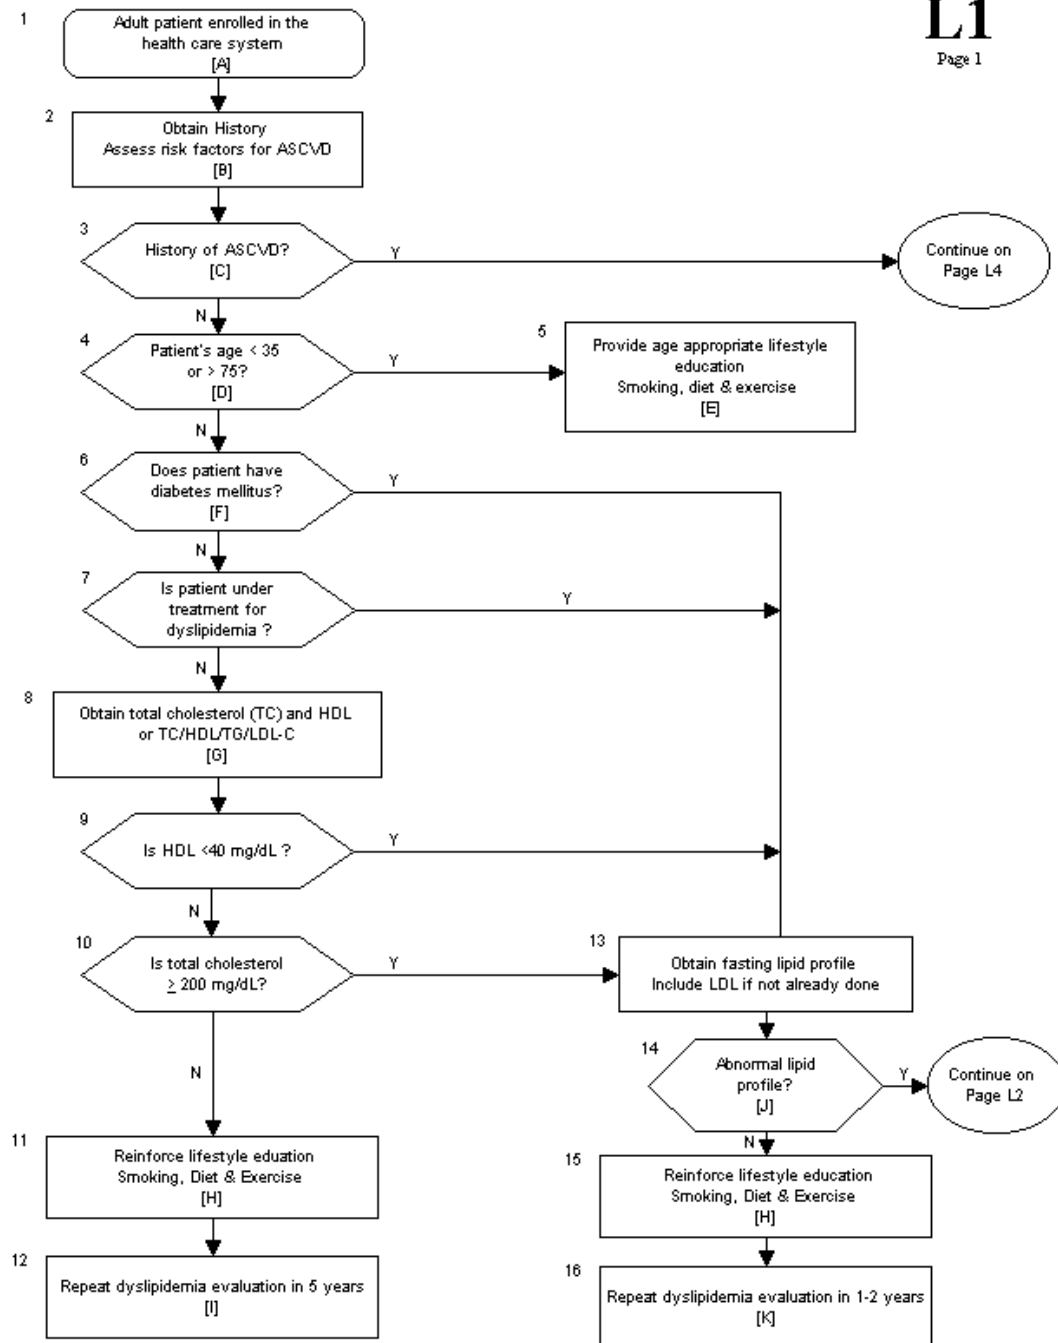 L1
Page 1
1
Adult patient enrolled in the
health care system
[A]
2
Obtain History
Assess risk factors for ASCVD
[B]
3
History of ASCVD?
[C]
Y
Continue on
Page L4
N
4
Patient's age < 35
or > 75?
[D]
Y
5
Provide age appropriate lifestyle
education
Smoking, diet & exercise
[E]
N
6
Does patient have
diabetes mellitus?
[F]
Y
N
7
Is patient under
treatment for
dyslipidemia ?
Y
N
8
Obtain total cholesterol (TC) and HDL
or TC/HDL/TG/LDL-C
[G]
9
Is HDL <40 mg/dL ?
Y
N
10
Is total cholesterol
≥ 200 mg/dL?
Y
13
Obtain fasting lipid profile
Include LDL if not already done
14
Abnormal lipid
profile?
[J]
Y
Continue on
Page L2
N
N
11
Reinforce lifestyle eduation
Smoking, Diet & Exercise
[H]
15
Reinforce lifestyle education
Smoking, Diet & Exercise
[H]
12
Repeat dyslipidemia evaluation in 5 years
[I]
16
Repeat dyslipidemia evaluation in 1-2 years
[K]